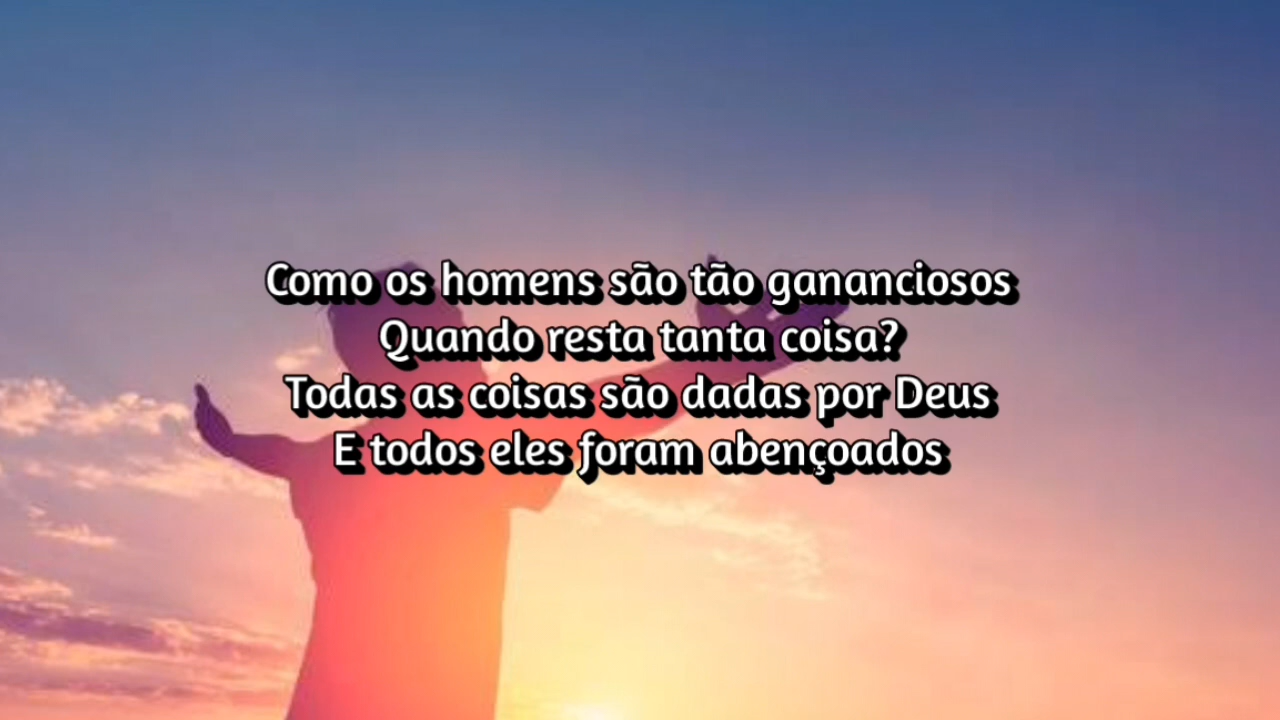 Como os homens são tão gananciosos
Quando resta tanta coisa?
Todas as coisas são dadas por Deus
E todos eles foram abençoados